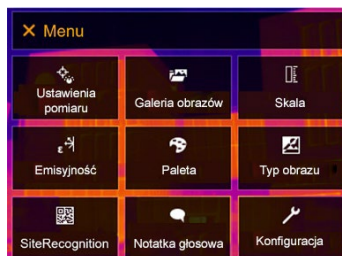 Menu
Ustawienia
pomiaru
Galeria obrazów
Skala
Emisyjność
Paleta
Typ obrazu
SiteRecognition
Notatka głosowa
Konfiguracja